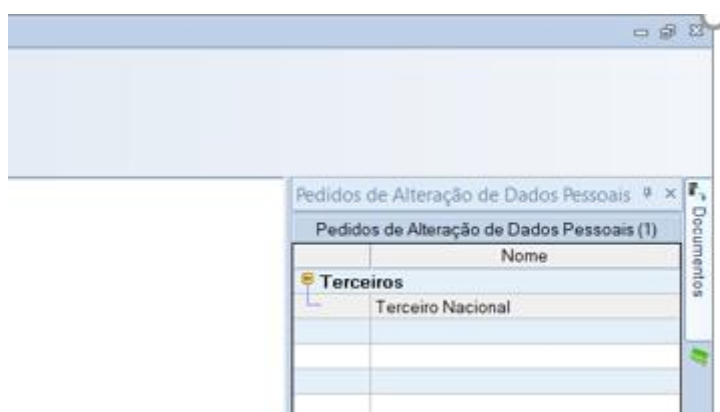 Pedidos de Alteração de Dados Pessoais
Pedidos de Alteração de Dados Pessoais (1)
Nome
Terceiros
Terceiro Nacional
Documentos